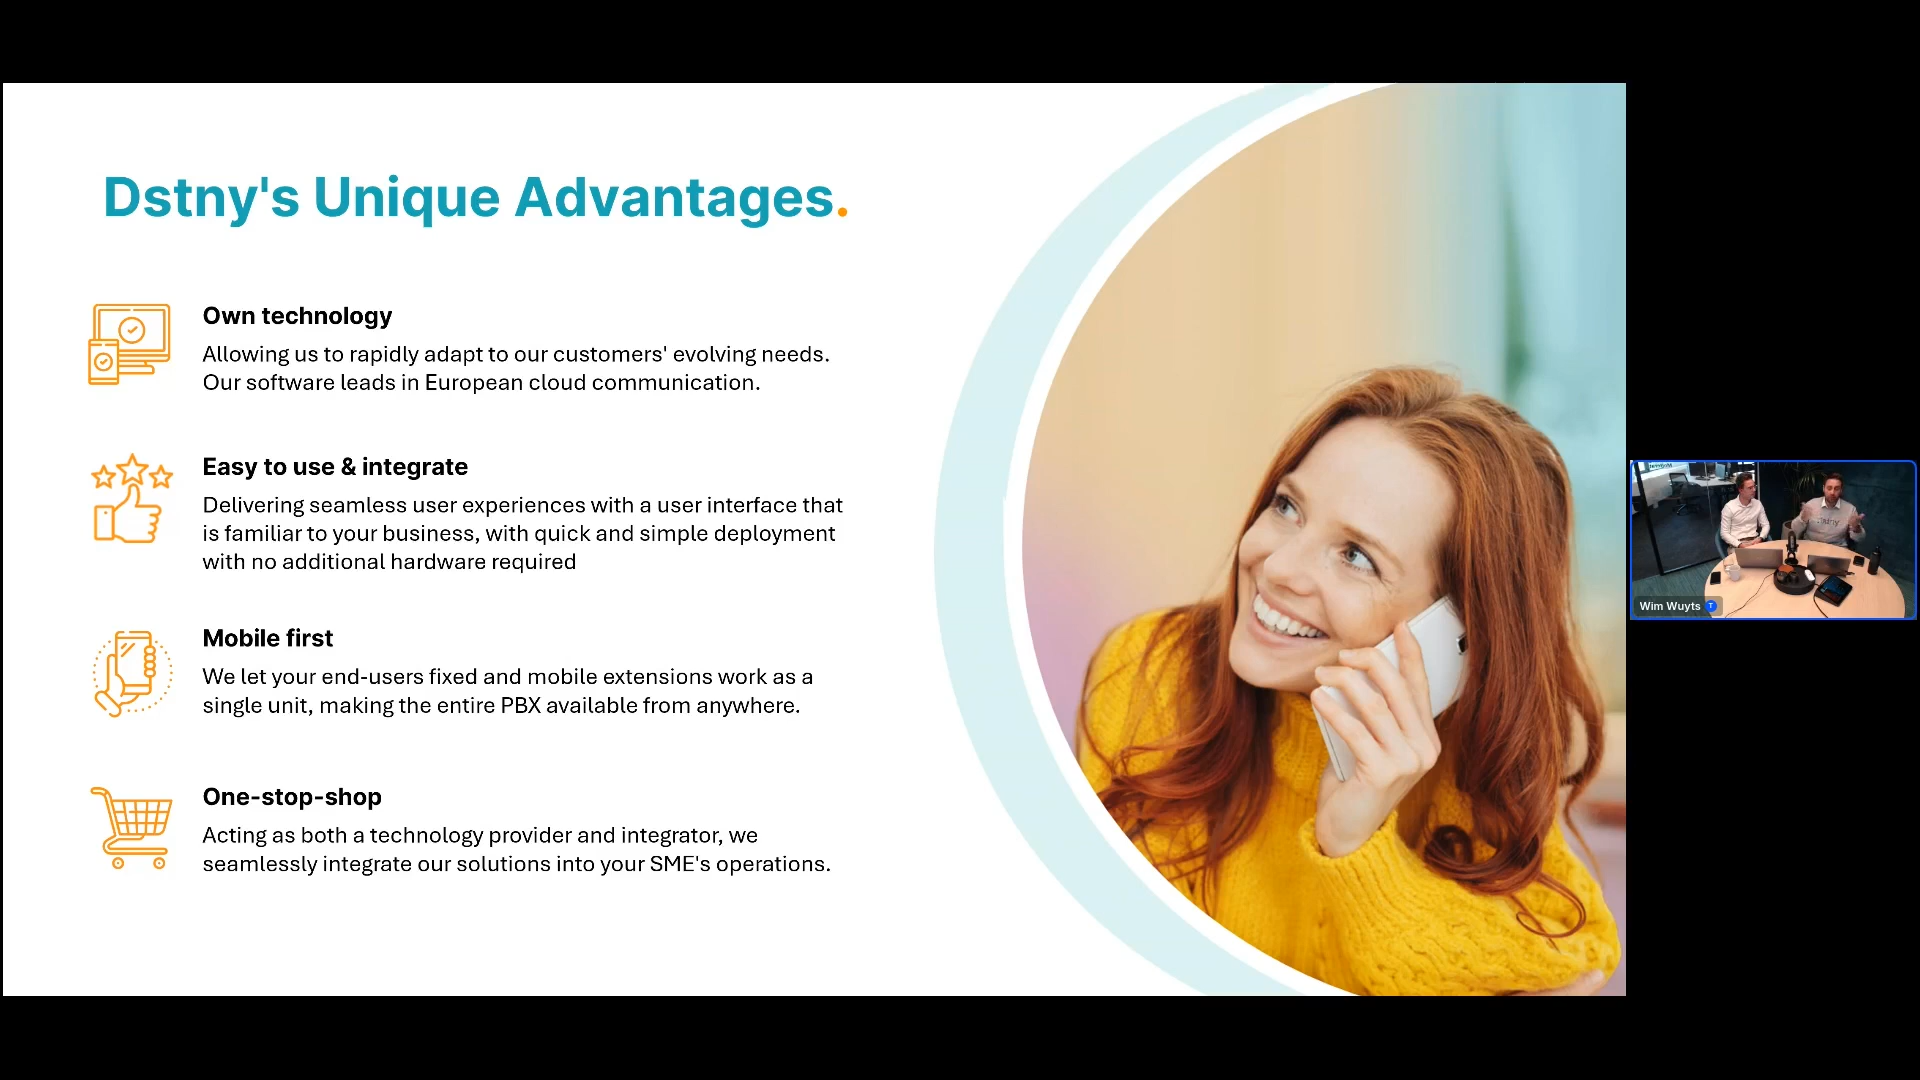 Dstny's Unique Advantages.
Own technology
Allowing us to rapidly adapt to our customers' evolving needs.
Our software leads in European cloud communication.
Easy to use & integrate
Delivering seamless user experiences with a user interface that
is familiar to your business, with quick and simple deployment
with no additional hardware required
Mobile first
We let your end-users fixed and mobile extensions work as a
single unit, making the entire PBX available from anywhere.
One-stop-shop
Acting as both a technology provider and integrator, we
seamlessly integrate our solutions into your SME's operations.
Wim Wuyts